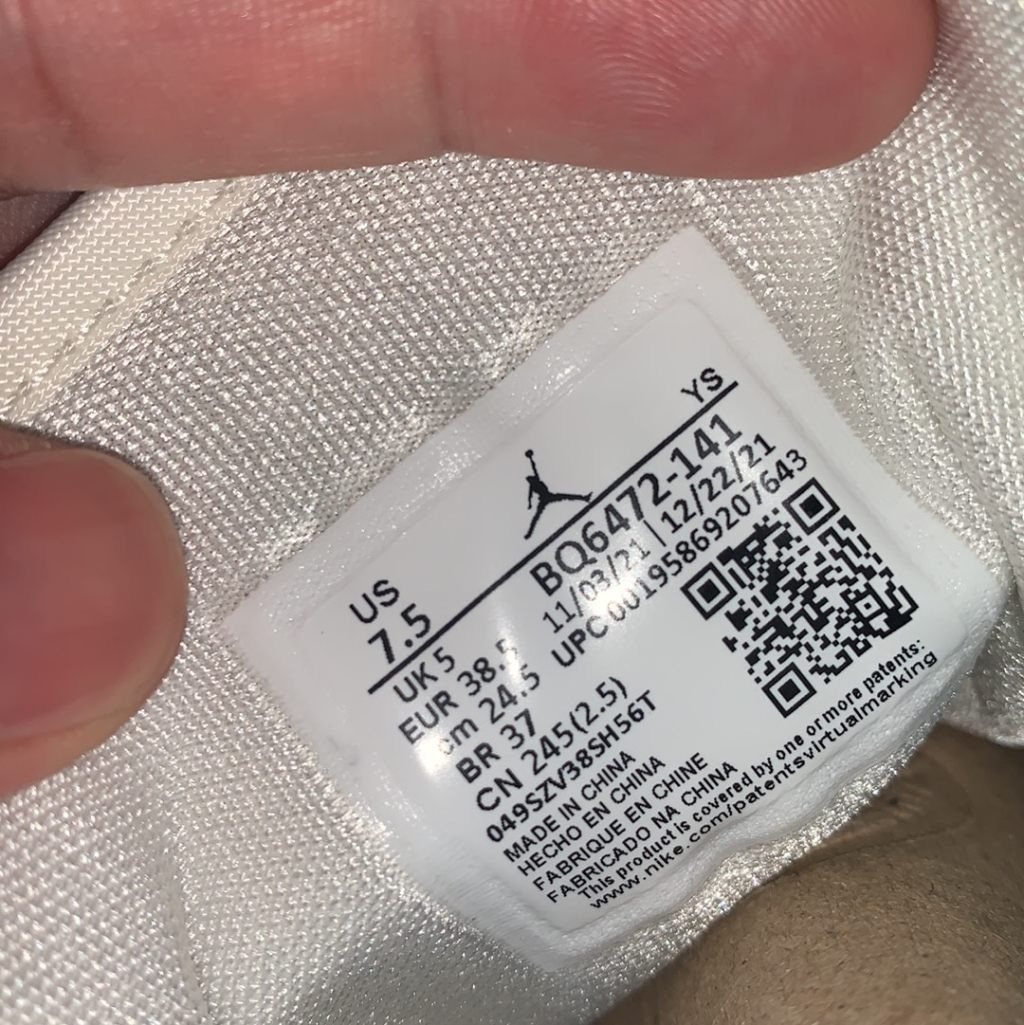 US
7.5
YS
BQ6472-141
11/03/21 | 12/22/21
UPC00195869207643
UK 5
EUR 38.5
cm 24.5
BR 37
CN 245(2.5)
049SZV38SH56T
MADE IN CHINA
HECHO EN CHINA
FABRIQUE EN CHINE
FABRICADO NA CHINA
This product is covered by one or more patents:
www.nike.com/patentsvirtualmarking